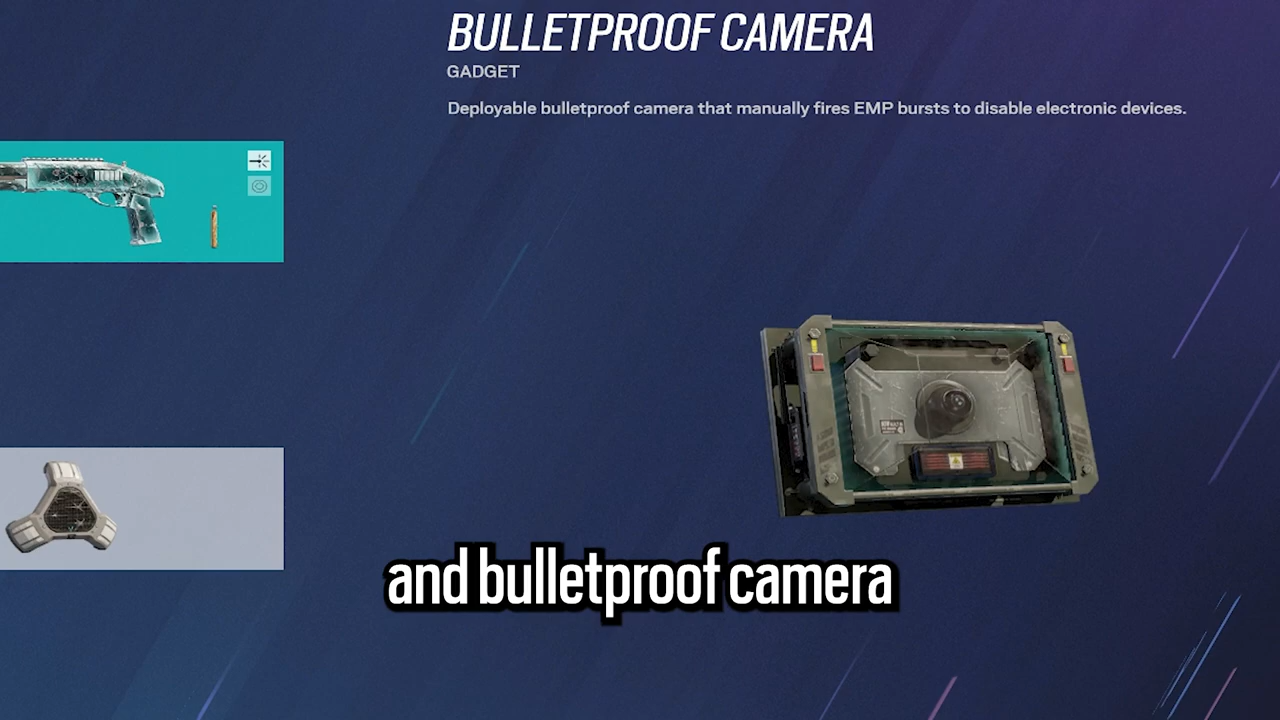 BULLETPROOF CAMERA
GADGET
Deployable bulletproof camera that manually fires EMP bursts to disable electronic devices.
and bulletproof camera